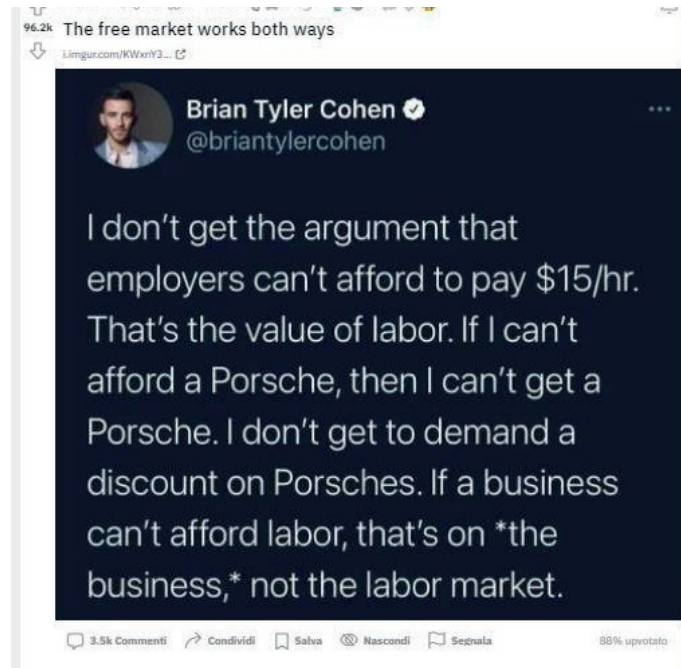 96.2k The free market works both ways
i.imgur.com/KWxnY3...
Brian Tyler Cohen
@briantylercohen
...
I don't get the argument that
employers can't afford to pay $15/hr.
That's the value of labor. If I can't
afford a Porsche, then I can't get a
Porsche. I don't get to demand a
discount on Porsches. If a business
can't afford labor, that's on *the
business,* not the labor market.
3.5k Commenti Condividi Salva Nascondi Segnala 88% upvotato